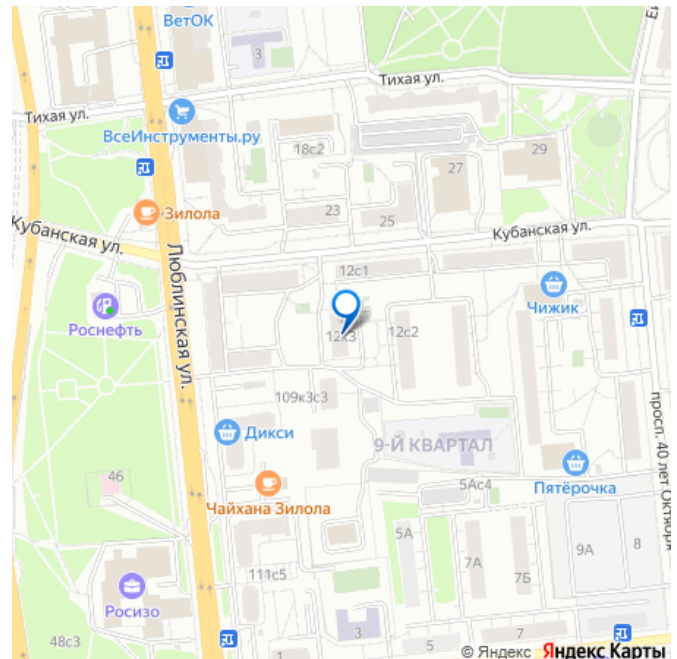 ВетОК
3
Тихая ул.
Тихая ул.
ВсеИнструменты.ру
18с2
29
27
Зилола
23
25
Кубанская ул.
Кубанская ул.
12с1
Люблинская ул.
Чижик
Роснефть
12к3
12с2
109к3с3
просп. 40 лет Октября
Дикси
9-Й КВАРТАЛ
46
Пятёрочка
5Ас4
Чайхана Зилола
5А
9А
8
7А
7Б
111с5
Росизо
48с3
1
3
5
7
© Яндекс Яндекс Карты